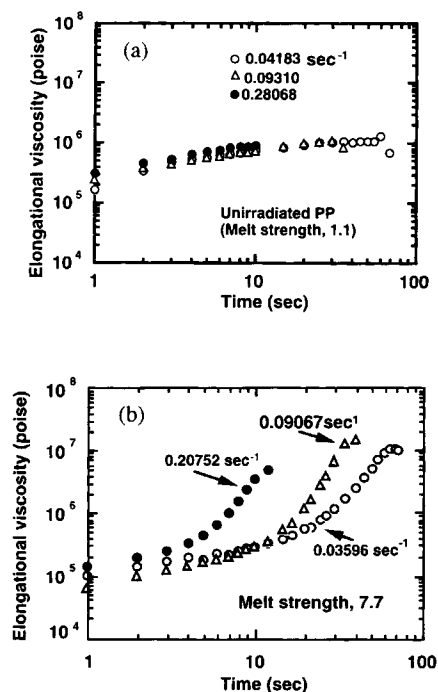 (a)
0.04183 sec⁻¹
0.09310
0.28068
Elongational viscosity (poise)
10⁸
10⁷
10⁶
10⁵
10⁴
Unirradiated PP
(Melt strength, 1.1)
1 10 100
Time (sec)
(b)
Elongational viscosity (poise)
10⁸
10⁷
10⁶
10⁵
10⁴
0.09067sec¹
0.20752 sec⁻¹
0.03596 sec⁻¹
Melt strength, 7.7
1 10 100
Time (sec)